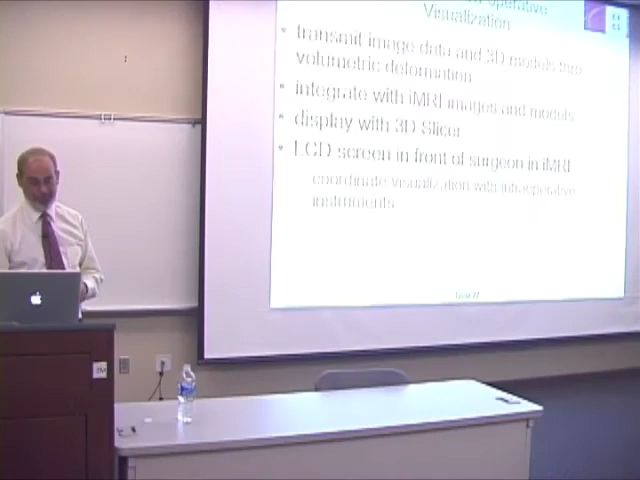 operative
Visualization
• transmit image data and 3D models thru
volumetric deformation
• integrate with iMRI images and models
• display with 3D Slicer
• LCD screen in front of surgeon in iMRI
coordinate visualization with intraoperative
instruments